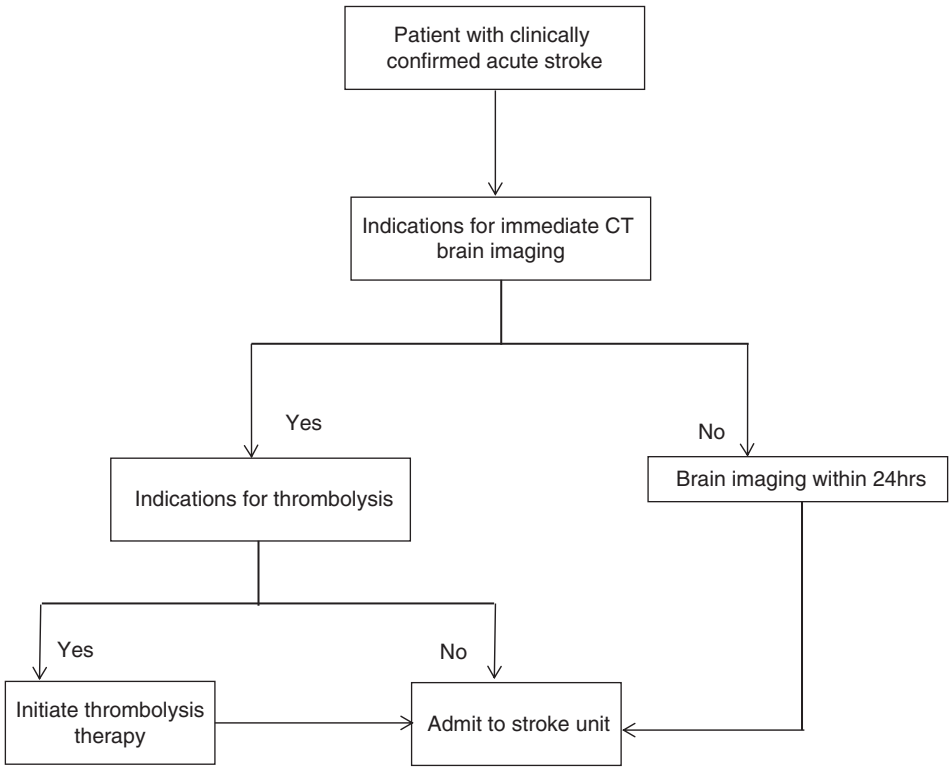 Patient with clinically
confirmed acute stroke
Indications for immediate CT
brain imaging
Yes
No
Indications for thrombolysis
Brain imaging within 24hrs
Yes
No
Initiate thrombolysis
therapy
Admit to stroke unit